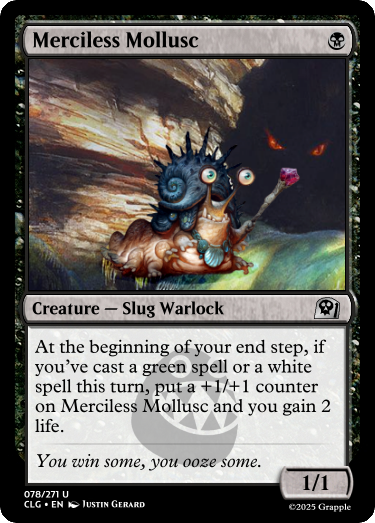 Merciless Mollusc
Creature — Slug Warlock
At the beginning of your end step, if
you've cast a green spell or a white
spell this turn, put a +1/+1 counter
on Merciless Mollusc and you gain 2
life.
You win some, you ooze some.
1/1
078/271 U
CLG • EN Justin Gerard
©2025 Grapple